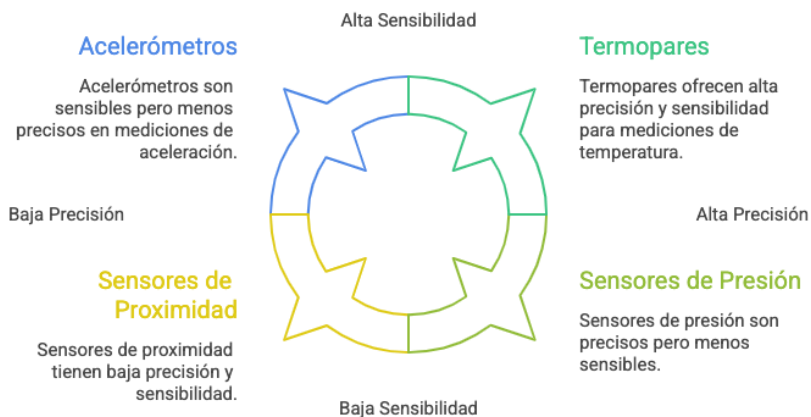 Alta Sensibilidad
Acelerómetros
Acelerómetros son
sensibles pero menos
precisos en mediciones de
aceleración.
Termopares
Termopares ofrecen alta
precisión y sensibilidad
para mediciones de
temperatura.
Baja Precisión
Alta Precisión
Sensores de
Proximidad
Sensores de proximidad
tienen baja precisión y
sensibilidad.
Sensores de Presión
Sensores de presión son
precisos pero menos
sensibles.
Baja Sensibilidad